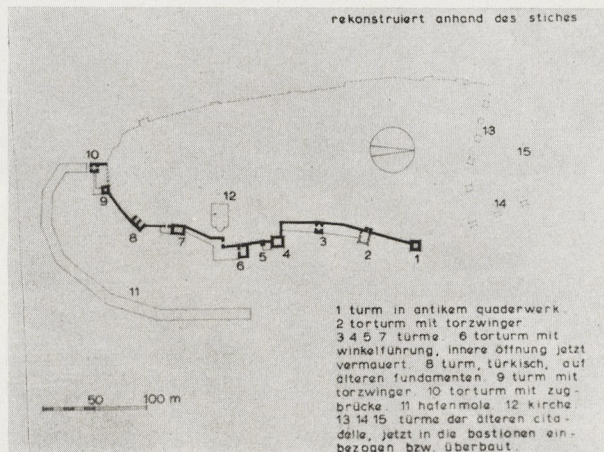 rekonstruiert anhand des stiches
13
15
10
9
12
14
8
7
6
5
4
3
2
1
11
1 turm in antikem quaderwerk.
2 torturm mit torzwinger
3 4 5 7 türme. 6 torturm mit
winkelführung, innere öffnung jetzt
vermauert. 8 turm, türkisch, auf
älteren fundamenten. 9 turm mit
torzwinger. 10 torturm mit zug-
brücke. 11 hafenmole. 12 kirche.
13 14 15 türme der älteren cita-
delle, jetzt in die bastionen ein-
bezogen bzw. überbaut.
50 100 m